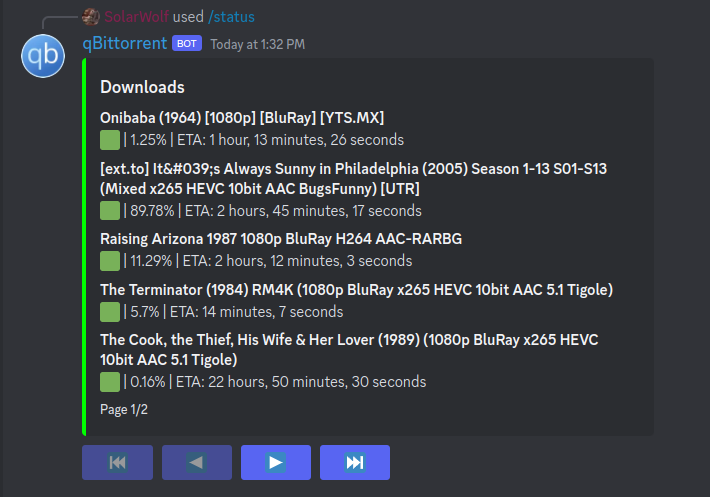 SolarWolf used /status
qb
qBittorrent BOT Today at 1:32 PM
Downloads
Onibaba (1964) [1080p] [BluRay] [YTS.MX]
| 1.25% | ETA: 1 hour, 13 minutes, 26 seconds
[ext.to] It&#039;s Always Sunny in Philadelphia (2005) Season 1-13 S01-S13
(Mixed x265 HEVC 10bit AAC BugsFunny) [UTR]
| 89.78% | ETA: 2 hours, 45 minutes, 17 seconds
Raising Arizona 1987 1080p BluRay H264 AAC-RARBG
| 11.29% | ETA: 2 hours, 12 minutes, 3 seconds
The Terminator (1984) RM4K (1080p BluRay x265 HEVC 10bit AAC 5.1 Tigole)
| 5.7% | ETA: 14 minutes, 7 seconds
The Cook, the Thief, His Wife & Her Lover (1989) (1080p BluRay x265 HEVC
10bit AAC 5.1 Tigole)
| 0.16% | ETA: 22 hours, 50 minutes, 30 seconds
Page 1/2